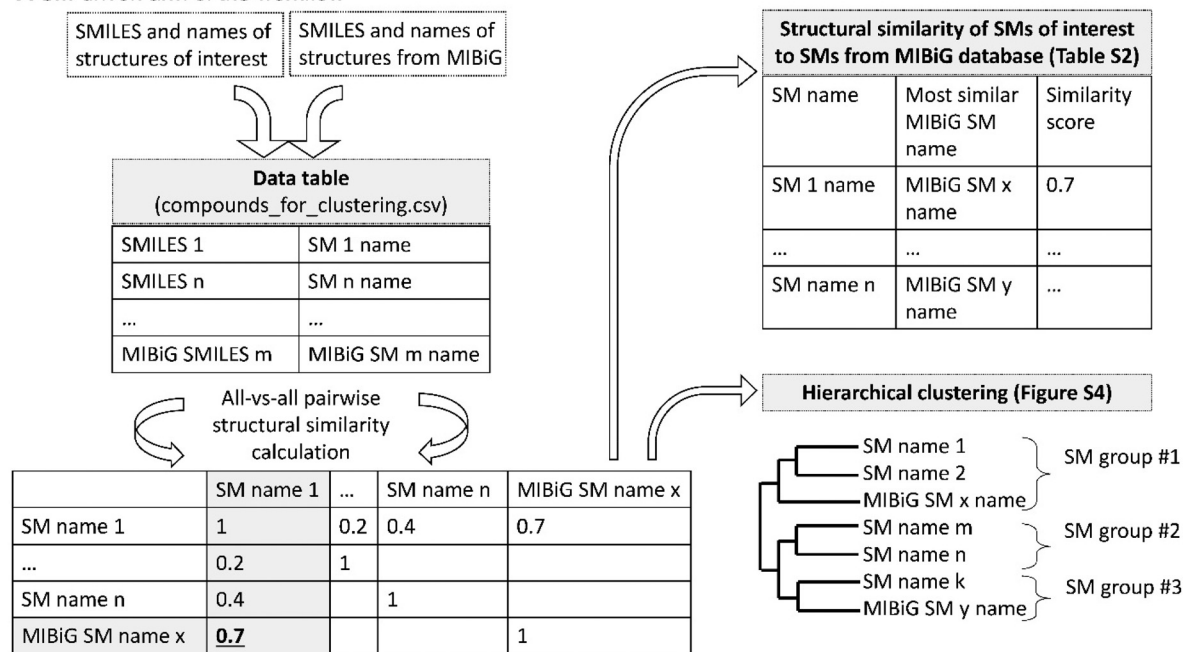 SMILES and names of
structures of interest
SMILES and names of
structures from MIBiG
Data table
(compounds_for_clustering.csv)
SMILES 1 SM 1 name
SMILES n SM n name
... ...
MIBiG SMILES m MIBiG SM m name
All-vs-all pairwise
structural similarity
calculation
SM name 1 ... SM name n MIBiG SM name x
SM name 1 1 0.2 0.4 0.7
... 0.2 1
SM name n 0.4 1
MIBiG SM name x 0.7 1
Structural similarity of SMs of interest
to SMs from MIBiG database (Table S2)
SM name Most similar Similarity
MIBiG SM score
name
SM 1 name MIBiG SM x 0.7
name
... ... ...
SM name n MIBiG SM y ...
name
Hierarchical clustering (Figure S4)
SM name 1
SM name 2
MIBiG SM x name
SM group #1
SM name m
SM name n
SM group #2
SM name k
MIBiG SM y name
SM group #3